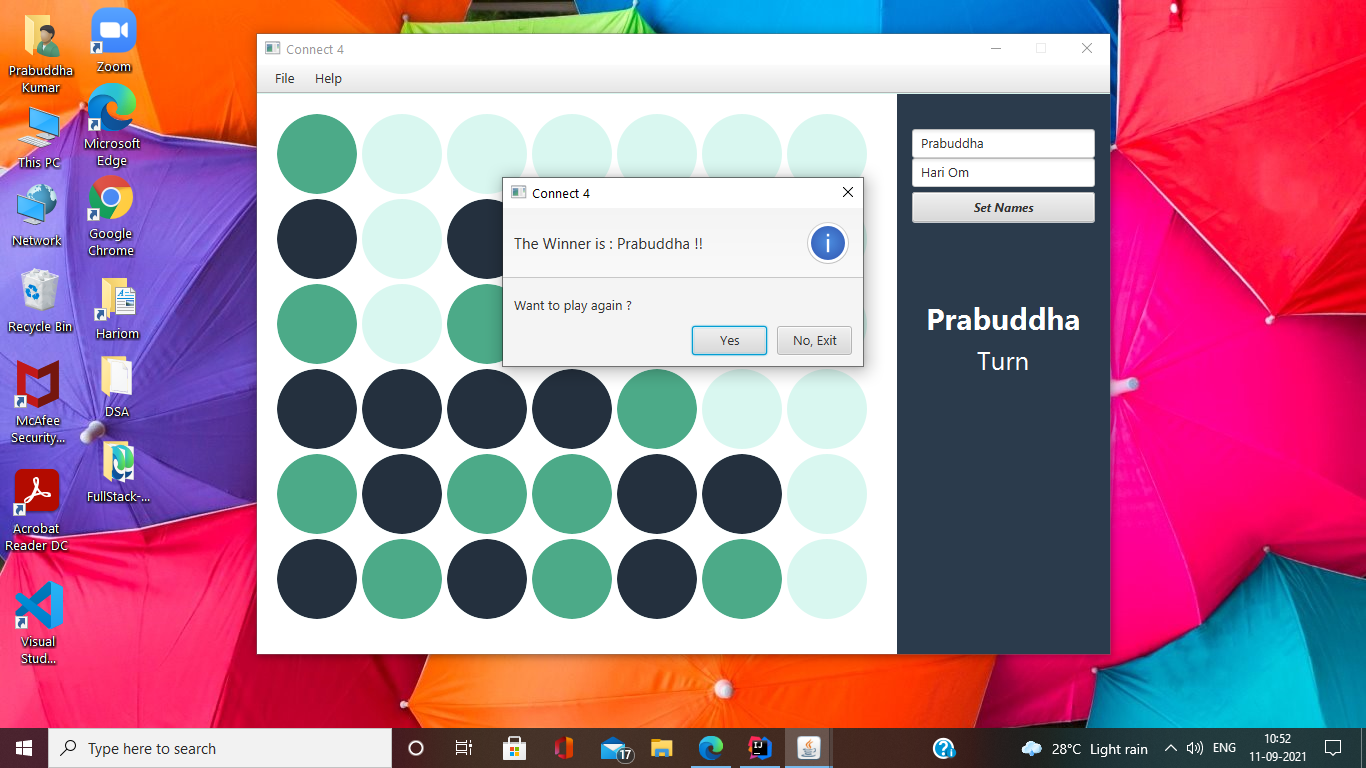 Prabuddha
Kumar
Zoom
This PC
Microsoft
Edge
Network
Google
Chrome
Recycle Bin
Hariom
McAfee
Security...
DSA
FullStack-...
Acrobat
Reader DC
Visual
Stud...
Connect 4
File Help
Connect 4
The Winner is : Prabuddha !!
i
Want to play again ?
Yes No, Exit
Prabuddha
Hari Om
Set Names
Prabuddha
Turn
Type here to search
17
IJ
?
28°C Light rain
ENG
10:52
11-09-2021